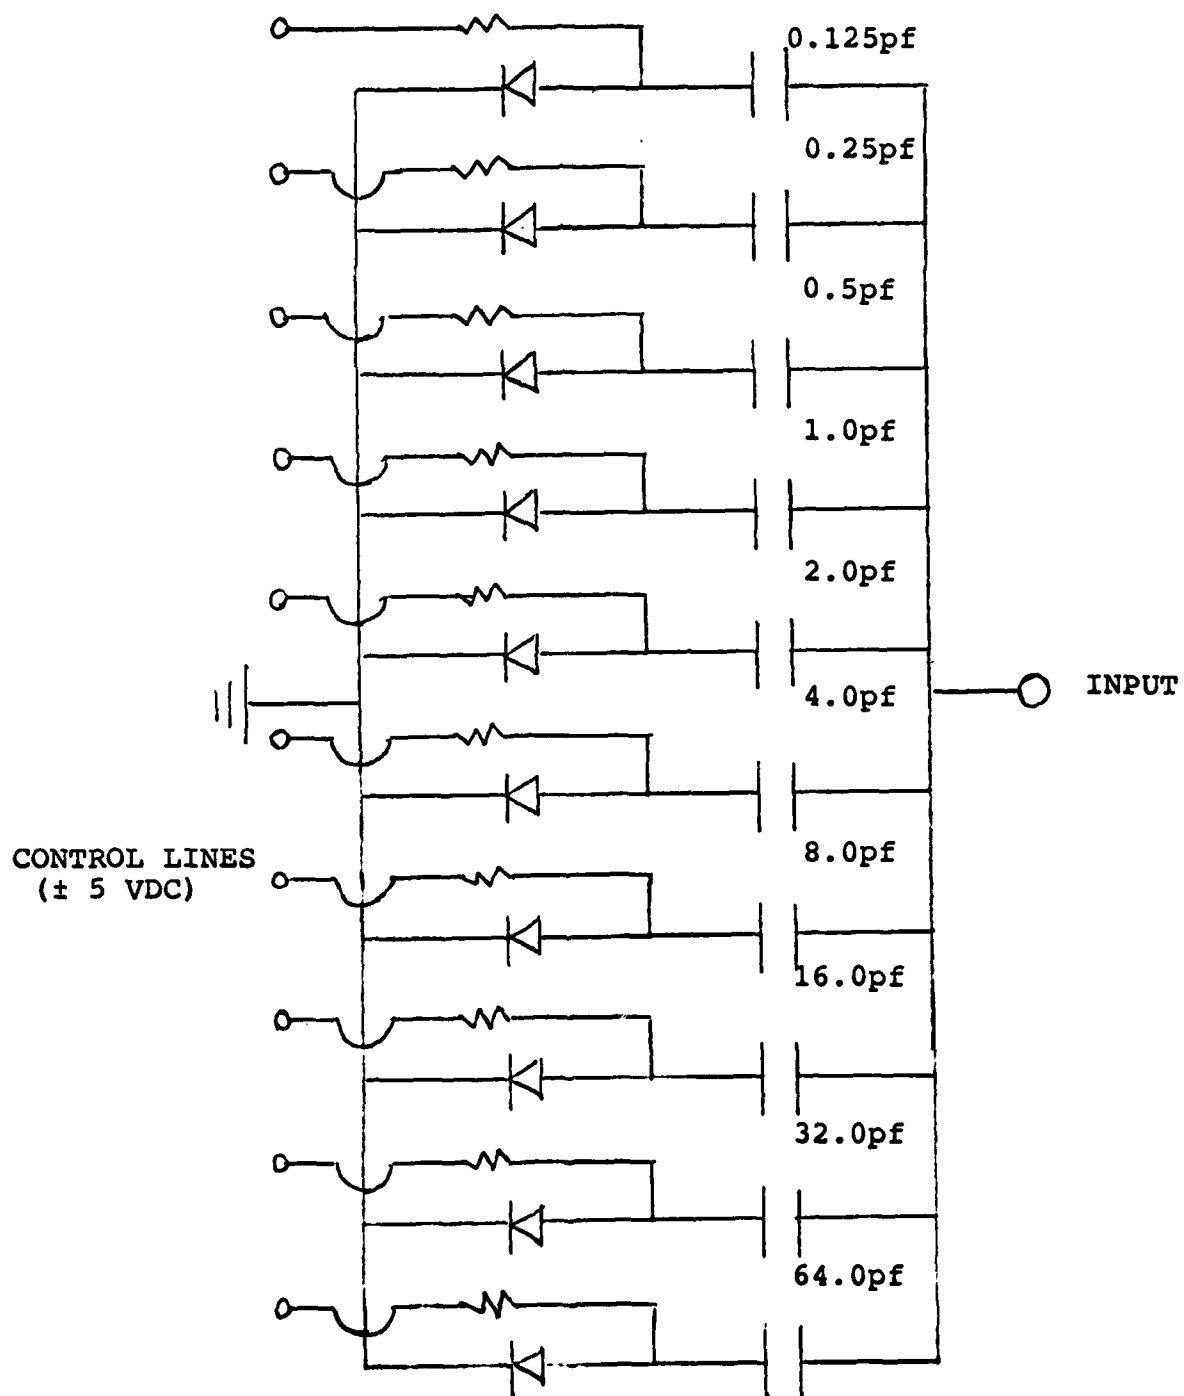 0.125pf
0.25pf
0.5pf
1.0pf
2.0pf
4.0pf
INPUT
8.0pf
CONTROL LINES
(± 5 VDC)
16.0pf
32.0pf
64.0pf